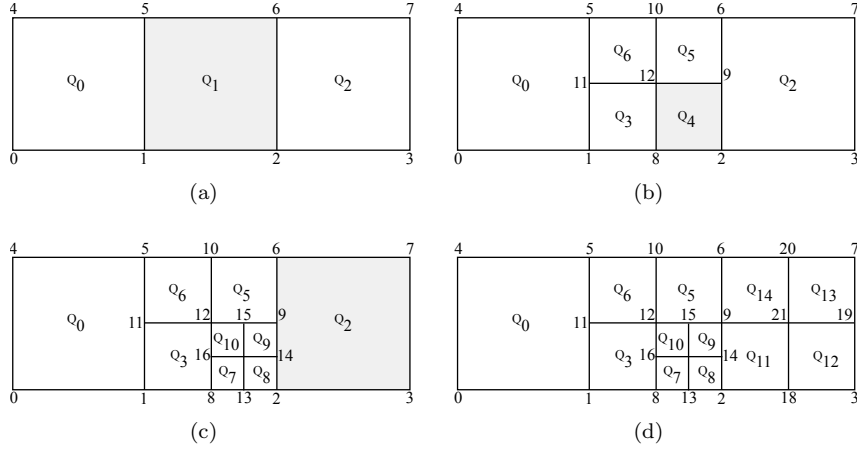 4 5 6 7
Q0 Q1 Q2
0 1 2 3
(a)
4 5 10 6 7
Q6 Q5
11 12 9
Q0 Q2
Q3 Q4
0 1 8 2 3
(b)
4 5 10 6 7
Q6 Q5
Q0 11 12 15 9 Q2
Q10 Q9
Q3 16 14
Q7 Q8
0 1 8 13 2 3
(c)
4 5 10 6 20 7
Q6 Q5 Q14 Q13
Q0 11 12 15 9 21 19
Q10 Q9
Q3 16 14 Q11 Q12
Q7 Q8
0 1 8 13 2 18 3
(d)